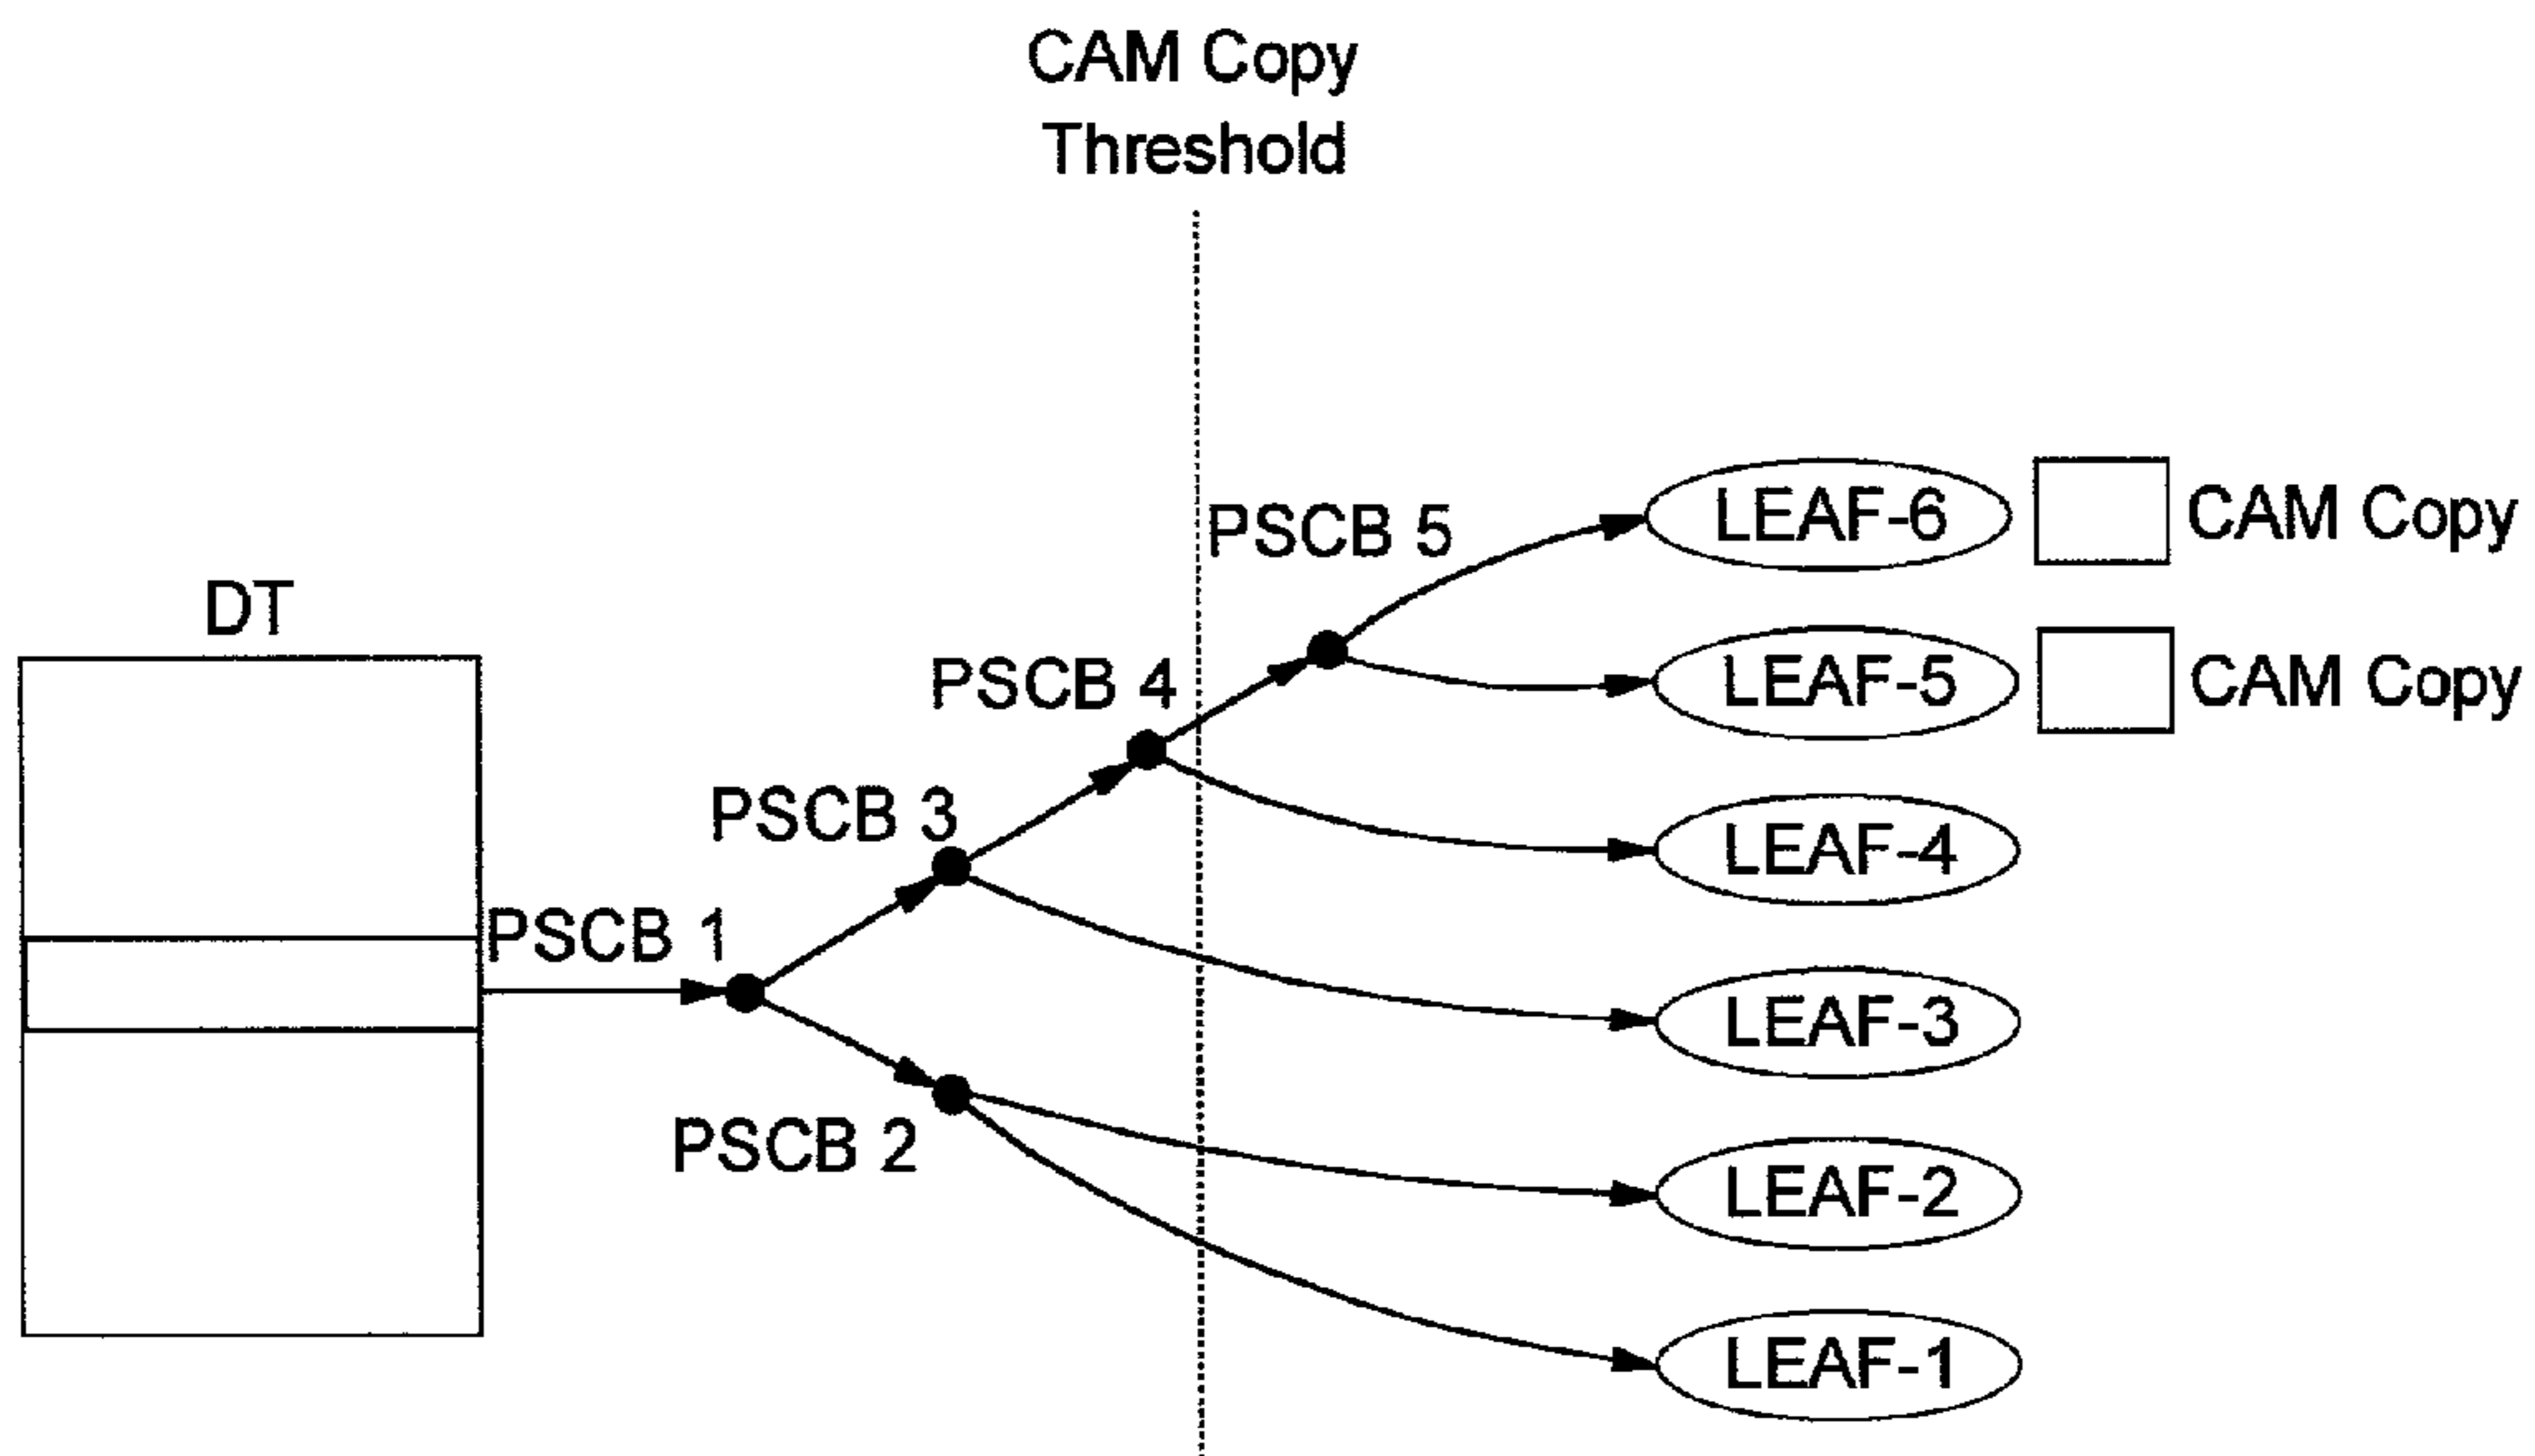 CAM Copy
Threshold
LEAF-6
CAM Copy
PSCB 5
DT
PSCB 4
LEAF-5
CAM Copy
PSCB 3
LEAF-4
PSCB 1
LEAF-3
PSCB 2
LEAF-2
LEAF-1